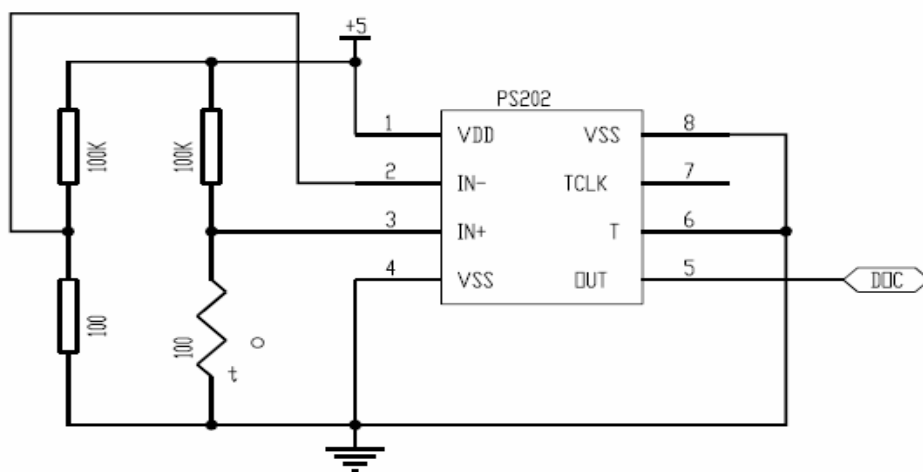 +5
PS202
1 VDD VSS 8
2 IN- TCLK 7
3 IN+ T 6
4 VSS OUT 5
DOC
100K
100K
100
100
t
o